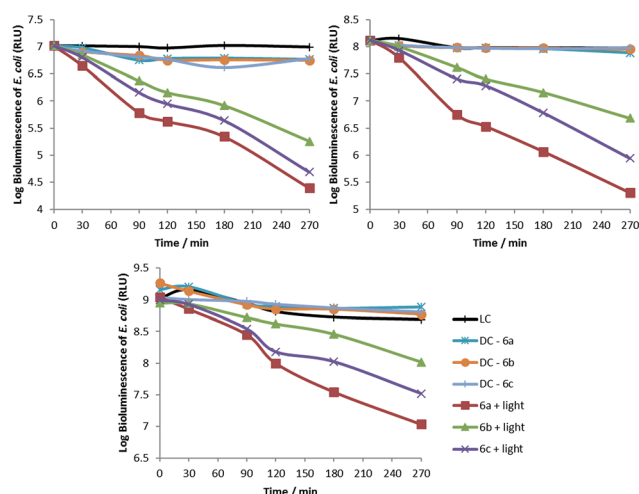 Log Bioluminescence of E. coli (RLU)
7.5
7
6.5
6
5.5
5
4.5
4
0 30 60 90 120 150 180 210 240 270
Time / min
Log Bioluminescence of E. coli (RLU)
8.5
8
7.5
7
6.5
6
5.5
5
0 30 60 90 120 150 180 210 240 270
Time / min
Log Bioluminescence of E. coli (RLU)
9.5
9
8.5
8
7.5
7
6.5
0 30 60 90 120 150 180 210 240 270
Time / min
LC
DC - 6a
DC - 6b
DC - 6c
6a + light
6b + light
6c + light